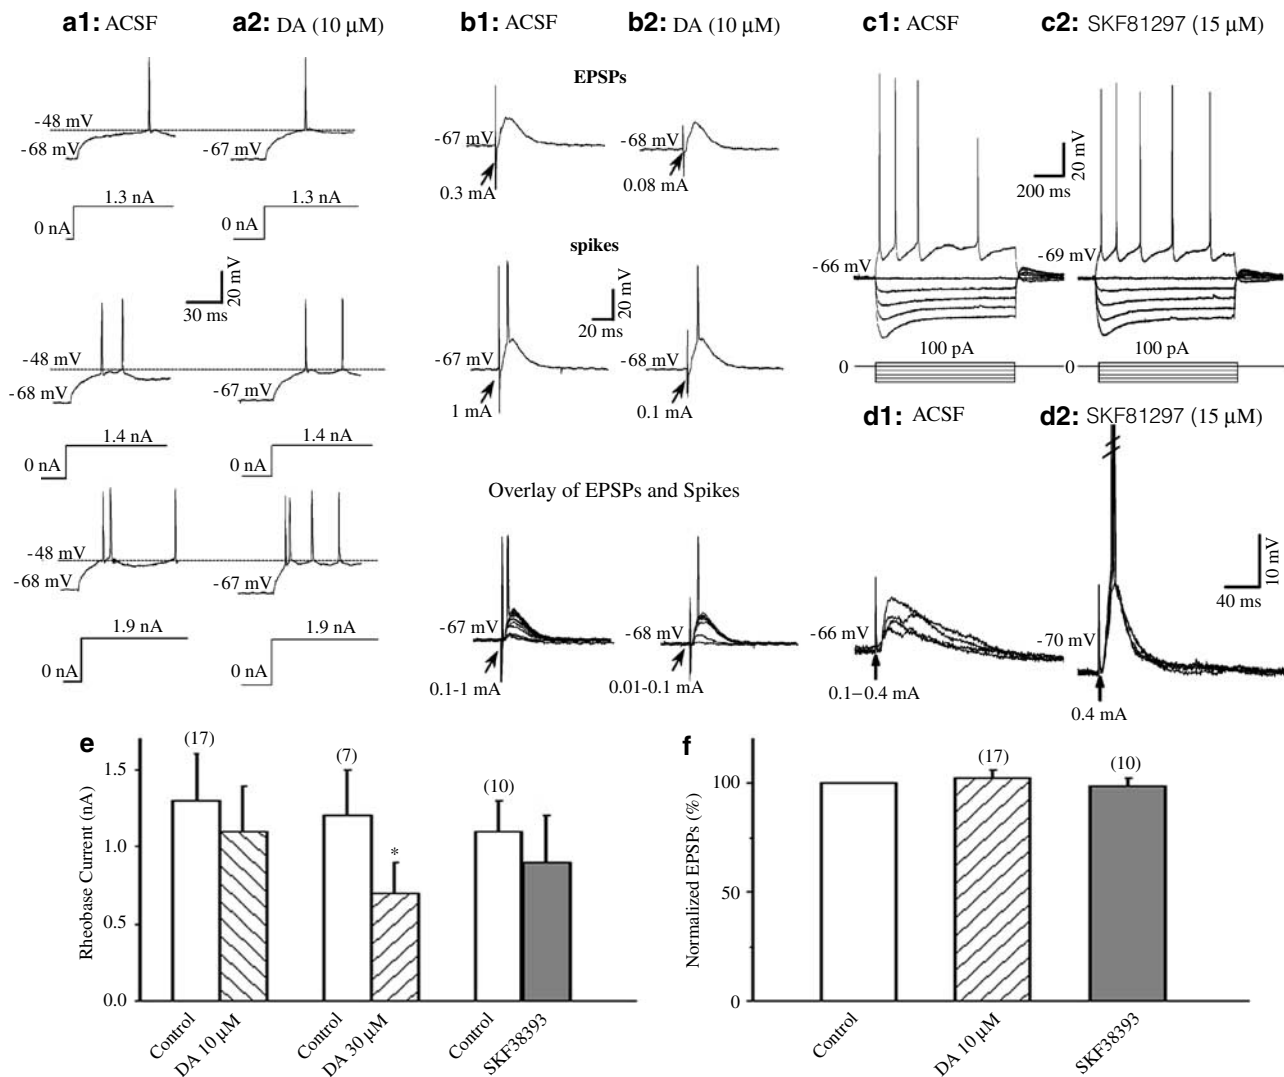 a1: ACSF
a2: DA (10 µM)
-48 mV
-68 mV
-67 mV
1.3 nA
0 nA
1.3 nA
0 nA
20 mV
30 ms
-48 mV
-68 mV
-67 mV
1.4 nA
0 nA
1.4 nA
0 nA
-48 mV
-68 mV
-67 mV
1.9 nA
0 nA
1.9 nA
0 nA
b1: ACSF
b2: DA (10 µM)
EPSPs
-67 mV
-68 mV
0.3 mA
0.08 mA
spikes
20 mV
20 ms
-67 mV
-68 mV
1 mA
0.1 mA
Overlay of EPSPs and Spikes
-67 mV
-68 mV
0.1-1 mA
0.01-0.1 mA
c1: ACSF
c2: SKF81297 (15 µM)
20 mV
200 ms
-66 mV
-69 mV
100 pA
0
100 pA
0
d1: ACSF
d2: SKF81297 (15 µM)
10 mV
40 ms
-66 mV
-70 mV
0.1–0.4 mA
0.4 mA
e
Rheobase Current (nA)
1.5
1.0
0.5
0.0
(17)
(7)
(10)
*
Control
DA 10 µM
Control
DA 30 µM
Control
SKF38393
f
Normalized EPSPs (%)
100
50
0
(17)
(10)
Control
DA 10 µM
SKF38393